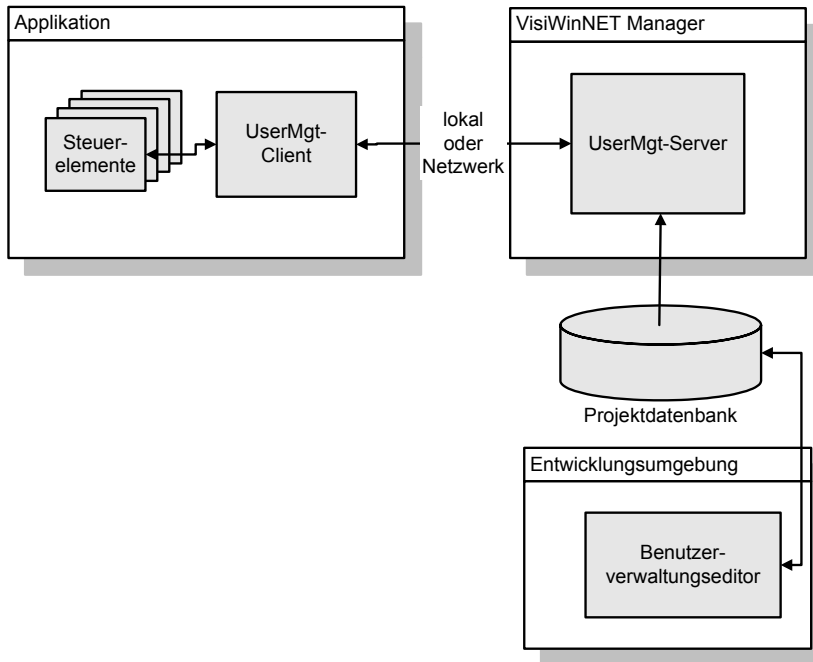 Applikation
VisiWinNET Manager
Steuer-
elemente
UserMgt-
Client
lokal
oder
Netzwerk
UserMgt-Server
Projektdatenbank
Entwicklungsumgebung
Benutzer-
verwaltungseditor